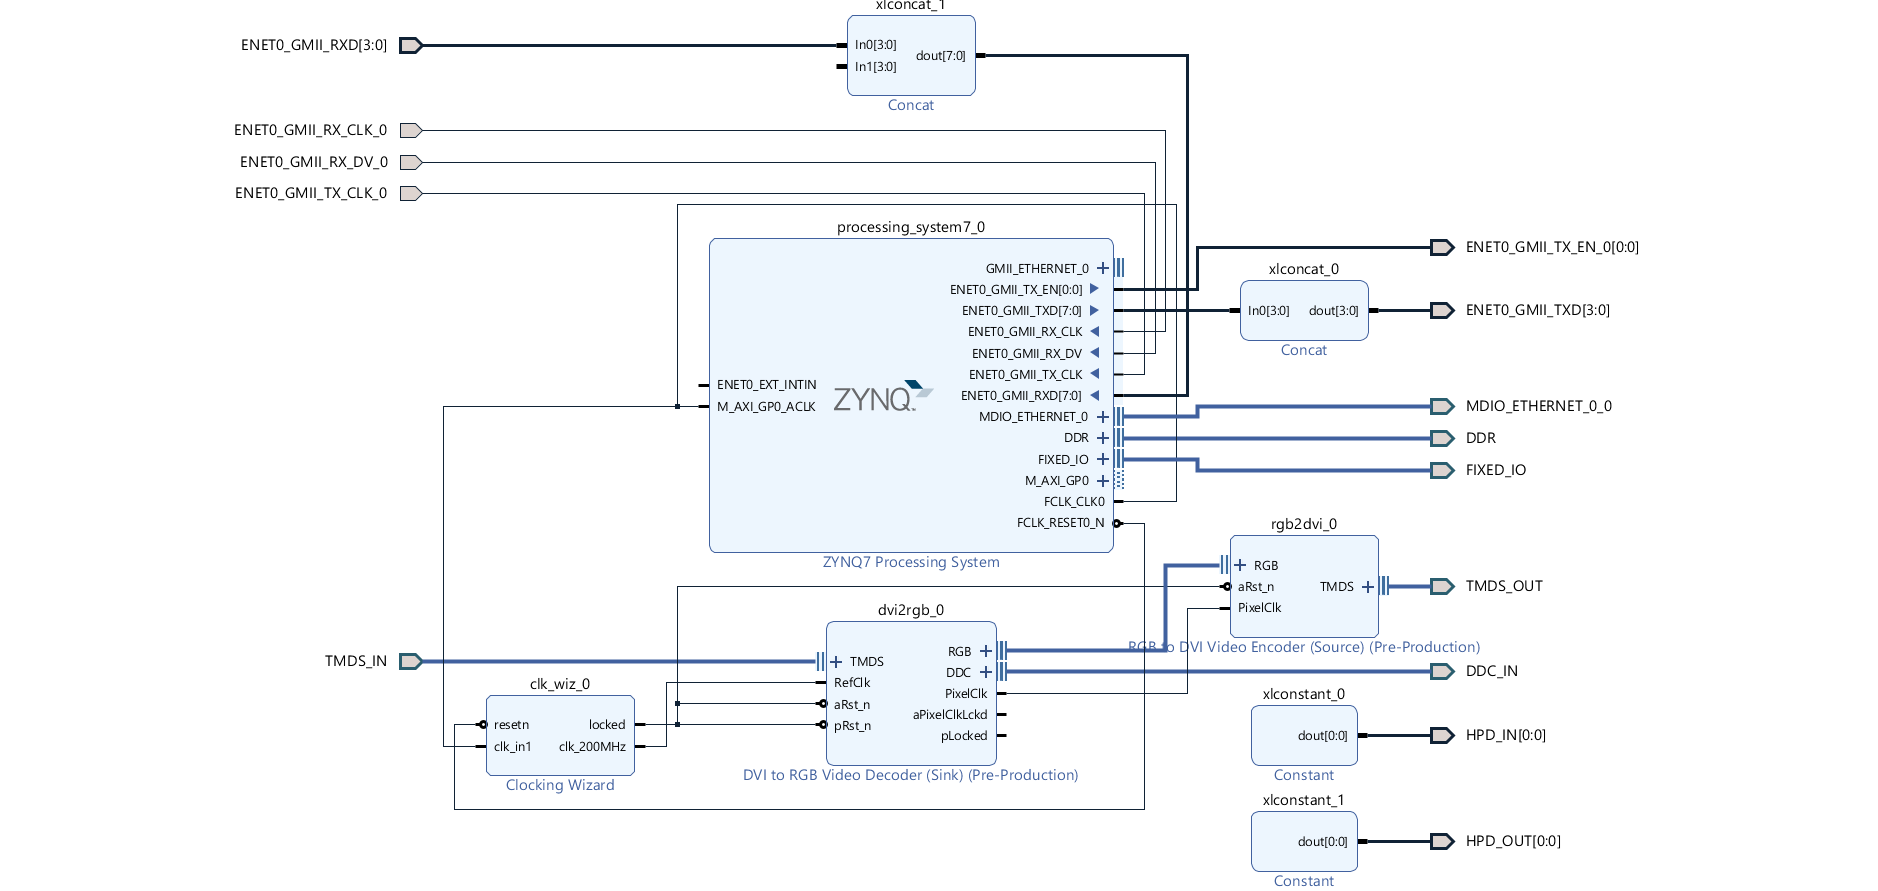 xlconcat_1
ENET0_GMII_RXD[3:0]
In0[3:0]
In1[3:0]
dout[7:0]
Concat
ENET0_GMII_RX_CLK_0
ENET0_GMII_RX_DV_0
ENET0_GMII_TX_CLK_0
processing_system7_0
GMII_ETHERNET_0
ENET0_GMII_TX_EN[0:0]
ENET0_GMII_TXD[7:0]
ENET0_GMII_RX_CLK
ENET0_GMII_RX_DV
ENET0_GMII_TX_CLK
ENET0_GMII_RXD[7:0]
MDIO_ETHERNET_0
DDR
FIXED_IO
M_AXI_GP0
FCLK_CLK0
FCLK_RESET0_N
ENET0_EXT_INTIN
M_AXI_GP0_ACLK
ZYNQ
ZYNQ7 Processing System
ENET0_GMII_TX_EN_0[0:0]
xlconcat_0
In0[3:0]
dout[3:0]
Concat
ENET0_GMII_TXD[3:0]
MDIO_ETHERNET_0_0
DDR
FIXED_IO
rgb2dvi_0
RGB
aRst_n
PixelClk
TMDS
RGB to DVI Video Encoder (Source) (Pre-Production)
TMDS_OUT
TMDS_IN
dvi2rgb_0
TMDS
RefClk
aRst_n
pRst_n
RGB
DDC
PixelClk
aPixelClkLckd
pLocked
DVI to RGB Video Decoder (Sink) (Pre-Production)
DDC_IN
clk_wiz_0
resetn
clk_in1
locked
clk_200MHz
Clocking Wizard
xlconstant_0
dout[0:0]
Constant
HPD_IN[0:0]
xlconstant_1
dout[0:0]
Constant
HPD_OUT[0:0]